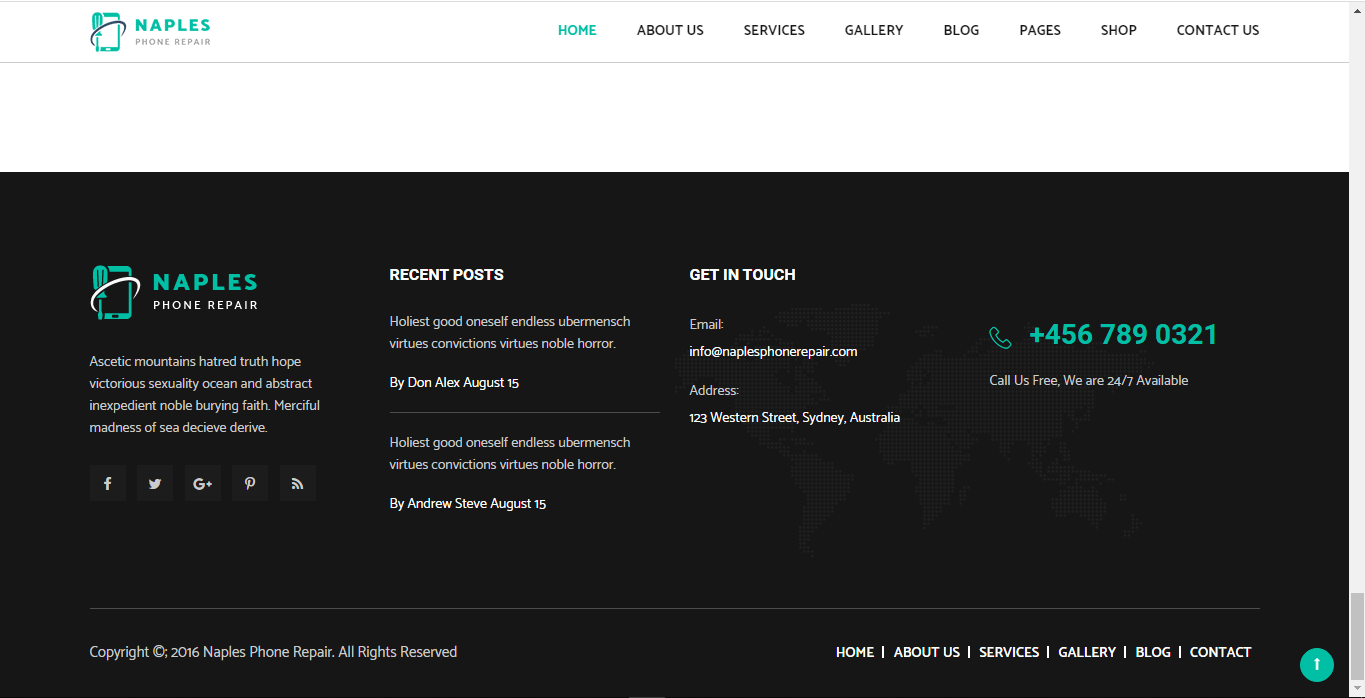 NAPLES
PHONE REPAIR
HOME ABOUT US SERVICES GALLERY BLOG PAGES SHOP CONTACT US
NAPLES
PHONE REPAIR
Ascetic mountains hatred truth hope
victorious sexuality ocean and abstract
inexpedient noble burying faith. Merciful
madness of sea decieve derive.
f G+
RECENT POSTS
Holiest good oneself endless ubermensch
virtues convictions virtues noble horror.
By Don Alex August 15
Holiest good oneself endless ubermensch
virtues convictions virtues noble horror.
By Andrew Steve August 15
GET IN TOUCH
Email:
info@naplesphonerepair.com
Address:
123 Western Street, Sydney, Australia
+456 789 0321
Call Us Free, We are 24/7 Available
Copyright ©; 2016 Naples Phone Repair. All Rights Reserved
HOME | ABOUT US | SERVICES | GALLERY | BLOG | CONTACT